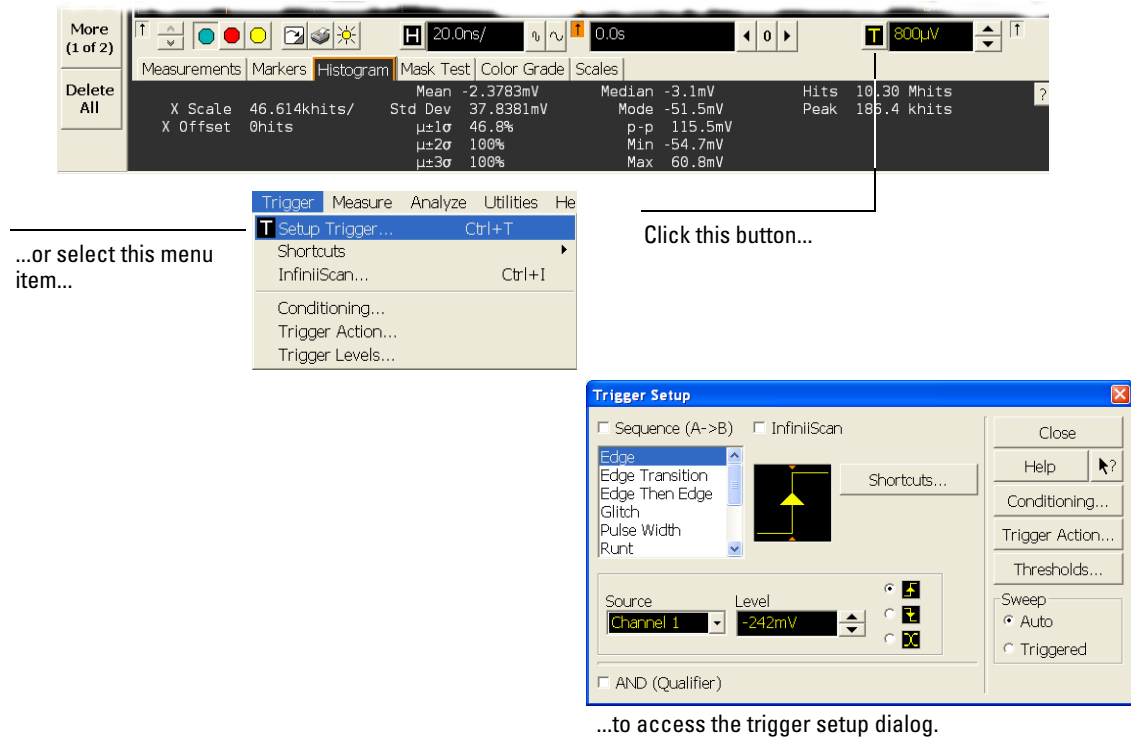 More
(1 of 2)
Delete
All
H 20.0ns/ 0.0s 0 T 800µV
Measurements Markers Histogram Mask Test Color Grade Scales
Mean -2.3783mV Median -3.1mV Hits 10.30 Mhits ?
X Scale 46.614khits/ Std Dev 37.8381mV Mode -51.5mV Peak 186.4 khits
X Offset 0hits µ±1σ 46.8% p-p 115.5mV
µ±2σ 100% Min -54.7mV
µ±3σ 100% Max 60.8mV
Trigger Measure Analyze Utilities He
T Setup Trigger... Ctrl+T
Shortcuts
InfiniiScan... Ctrl+I
Conditioning...
Trigger Action...
Trigger Levels...
...or select this menu
item...
Click this button...
Trigger Setup
Sequence (A->B) InfiniiScan
Edge
Edge Transition
Edge Then Edge
Glitch
Pulse Width
Runt
Shortcuts...
Source Level
Channel 1 -242mV
AND (Qualifier)
Close
Help ?
Conditioning...
Trigger Action...
Thresholds...
Sweep
Auto
Triggered
...to access the trigger setup dialog.